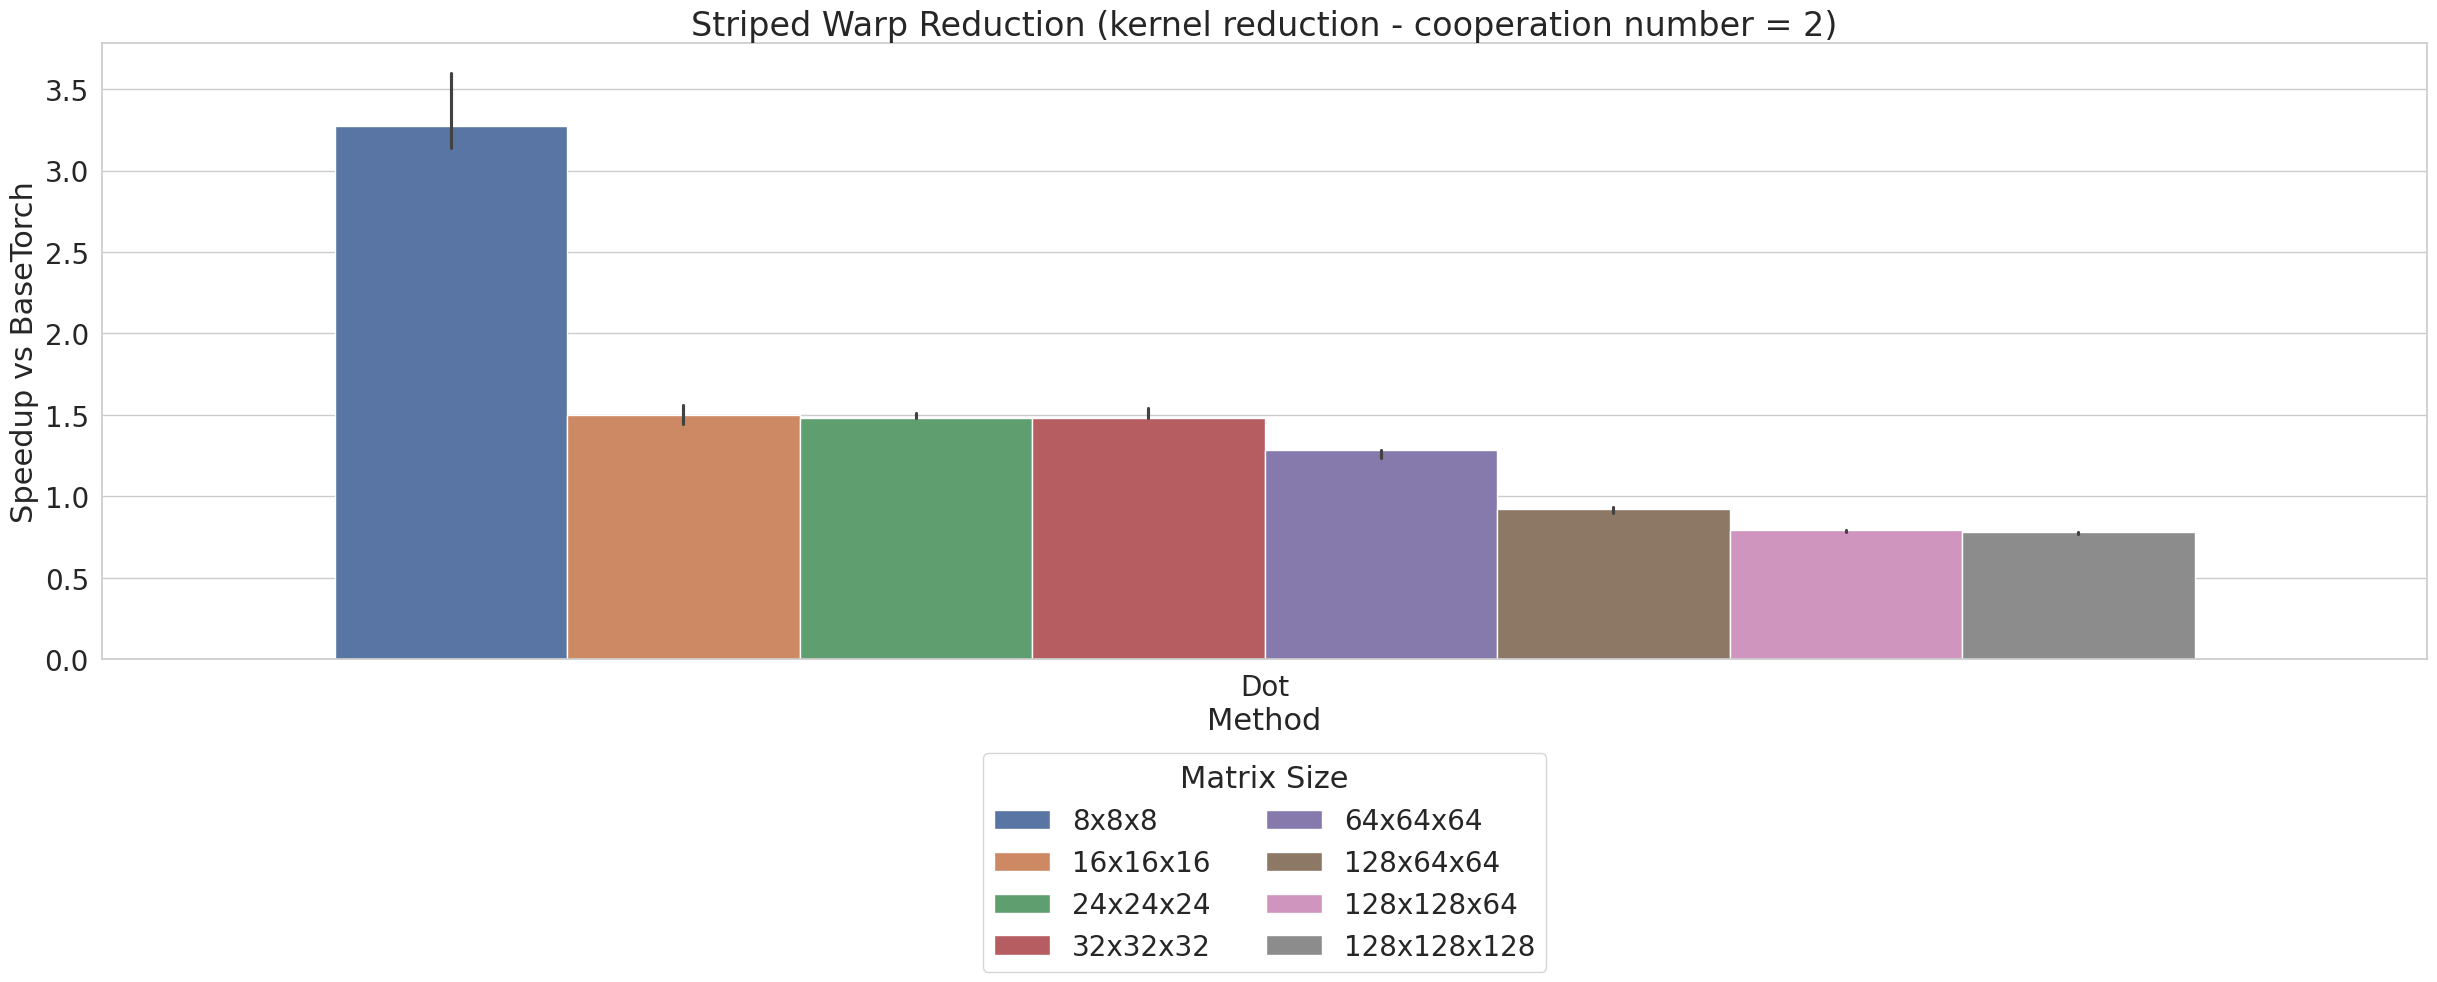 Striped Warp Reduction (kernel reduction - cooperation number = 2)
Speedup vs BaseTorch
3.5
3.0
2.5
2.0
1.5
1.0
0.5
0.0
Dot
Method
Matrix Size
8x8x8
16x16x16
24x24x24
32x32x32
64x64x64
128x64x64
128x128x64
128x128x128